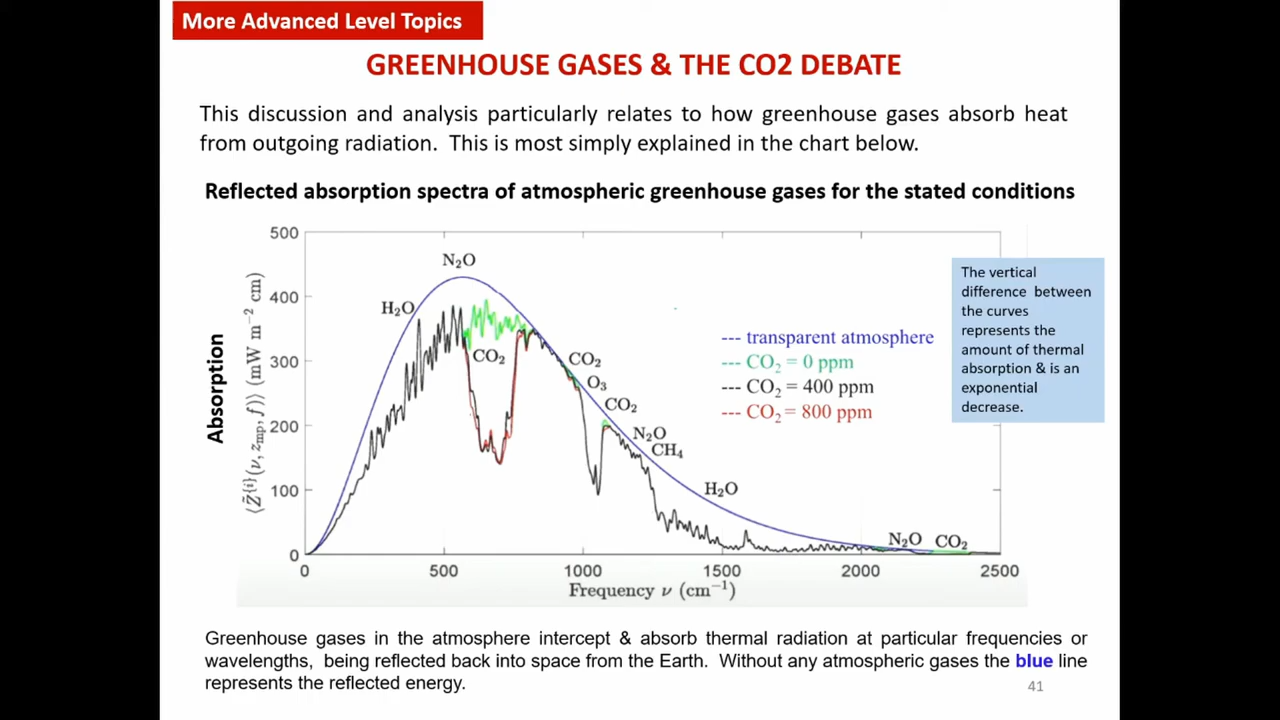 More Advanced Level Topics
GREENHOUSE GASES & THE CO2 DEBATE
This discussion and analysis particularly relates to how greenhouse gases absorb heat
from outgoing radiation. This is most simply explained in the chart below.
Reflected absorption spectra of atmospheric greenhouse gases for the stated conditions
Absorption
⟨Z̃^{i}(ν, z_mp, f)⟩ (mW m⁻² cm)
500
400
300
200
100
0
N₂O
H₂O
CO₂
CO₂
O₃
CO₂
N₂O
CH₄
H₂O
N₂O
CO₂
--- transparent atmosphere
--- CO₂ = 0 ppm
--- CO₂ = 400 ppm
--- CO₂ = 800 ppm
The vertical
difference between
the curves
represents the
amount of thermal
absorption & is an
exponential
decrease.
0
500
1000
1500
2000
2500
Frequency ν (cm⁻¹)
Greenhouse gases in the atmosphere intercept & absorb thermal radiation at particular frequencies or
wavelengths, being reflected back into space from the Earth. Without any atmospheric gases the blue line
represents the reflected energy.
41